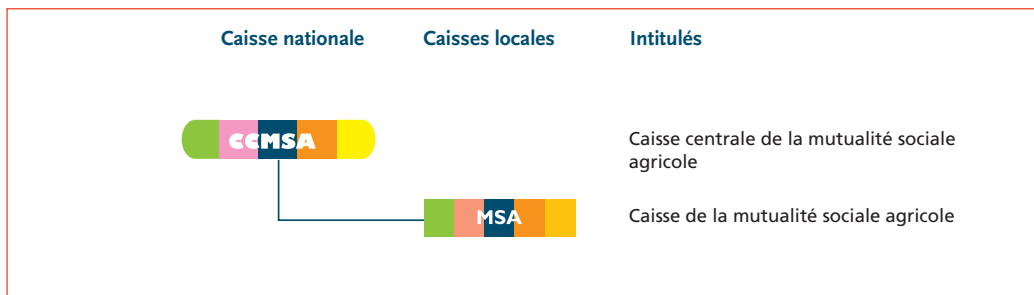 Caisse nationale Caisses locales Intitulés
CCMSA
Caisse centrale de la mutualité sociale
agricole
MSA
Caisse de la mutualité sociale agricole